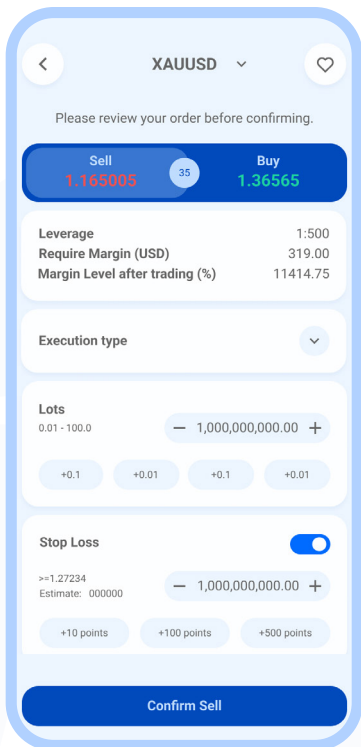 XAUUSD
Please review your order before confirming.
Sell
1.165005
35
Buy
1.36565
Leverage 1:500
Require Margin (USD) 319.00
Margin Level after trading (%) 11414.75
Execution type
Lots
0.01 - 100.0
— 1,000,000,000.00 +
+0.1 +0.01 +0.1 +0.01
Stop Loss
>=1.27234
Estimate: 000000
— 1,000,000,000.00 +
+10 points +100 points +500 points
Confirm Sell